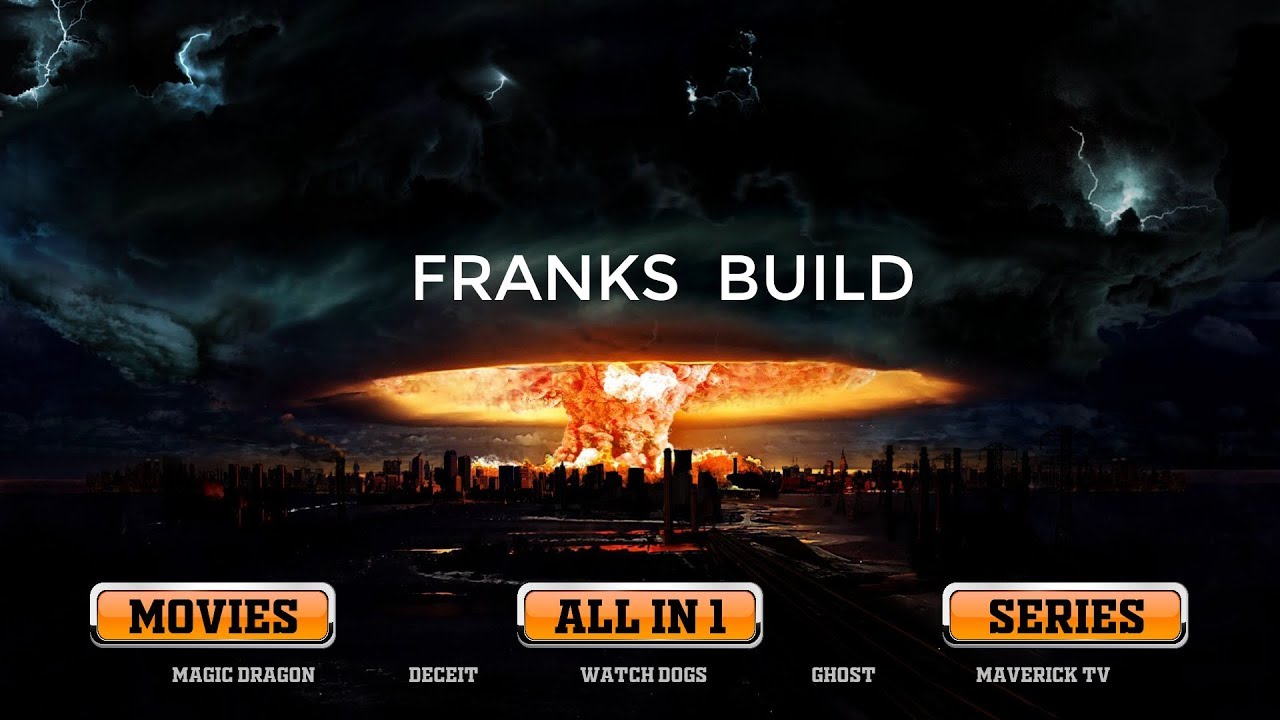 FRANKS BUILD
MOVIES ALL IN 1 SERIES
MAGIC DRAGON DECEIT WATCH DOGS GHOST MAVERICK TV